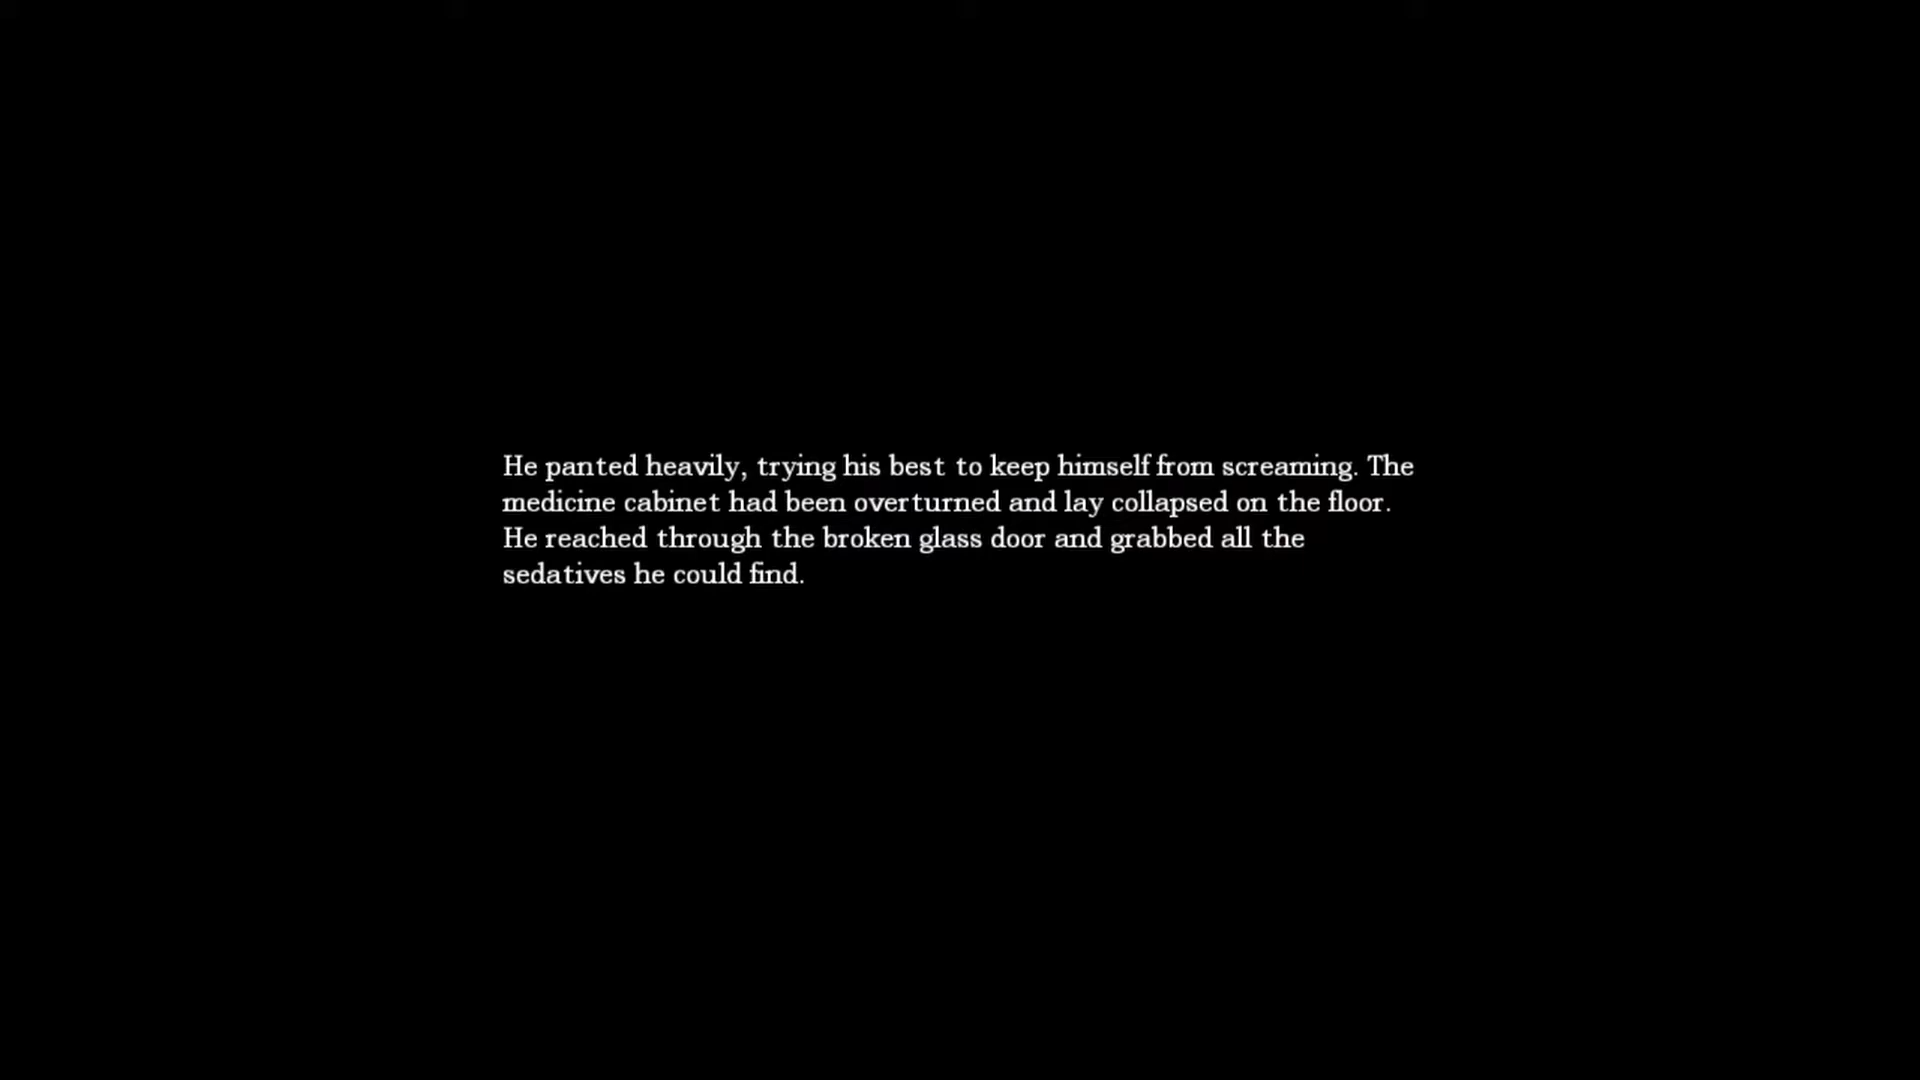 He panted heavily, trying his best to keep himself from screaming. The
medicine cabinet had been overturned and lay collapsed on the floor.
He reached through the broken glass door and grabbed all the
sedatives he could find.